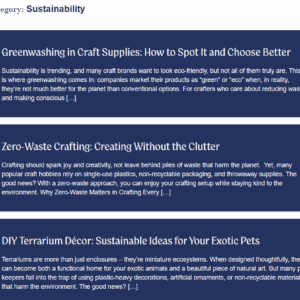 egory: Sustainability
Greenwashing in Craft Supplies: How to Spot It and Choose Better
Sustainability is trending, and many craft brands want to look eco-friendly, but not all of them truly are. This
is where greenwashing comes in: companies market their products as “green” or “eco” when, in reality,
they’re not much better for the planet than conventional options. For crafters who care about reducing was
and making conscious […]
Zero-Waste Crafting: Creating Without the Clutter
Crafting should spark joy and creativity, not leave behind piles of waste that harm the planet. Yet, many
popular craft hobbies rely on single-use plastics, non-recyclable packaging, and throwaway supplies. The
good news? With a zero-waste approach, you can enjoy your crafting setup while staying kind to the
environment. Why Zero-Waste Matters in Crafting Every […]
DIY Terrarium Décor: Sustainable Ideas for Your Exotic Pets
Terrariums are more than just enclosures – they’re miniature ecosystems. When designed thoughtfully, the
can become both a functional home for your exotic animals and a beautiful piece of natural art. But many p
keepers fall into the trap of using plastic-heavy decorations, artificial ornaments, or non-recyclable material
that harm the environment. The good news? […]